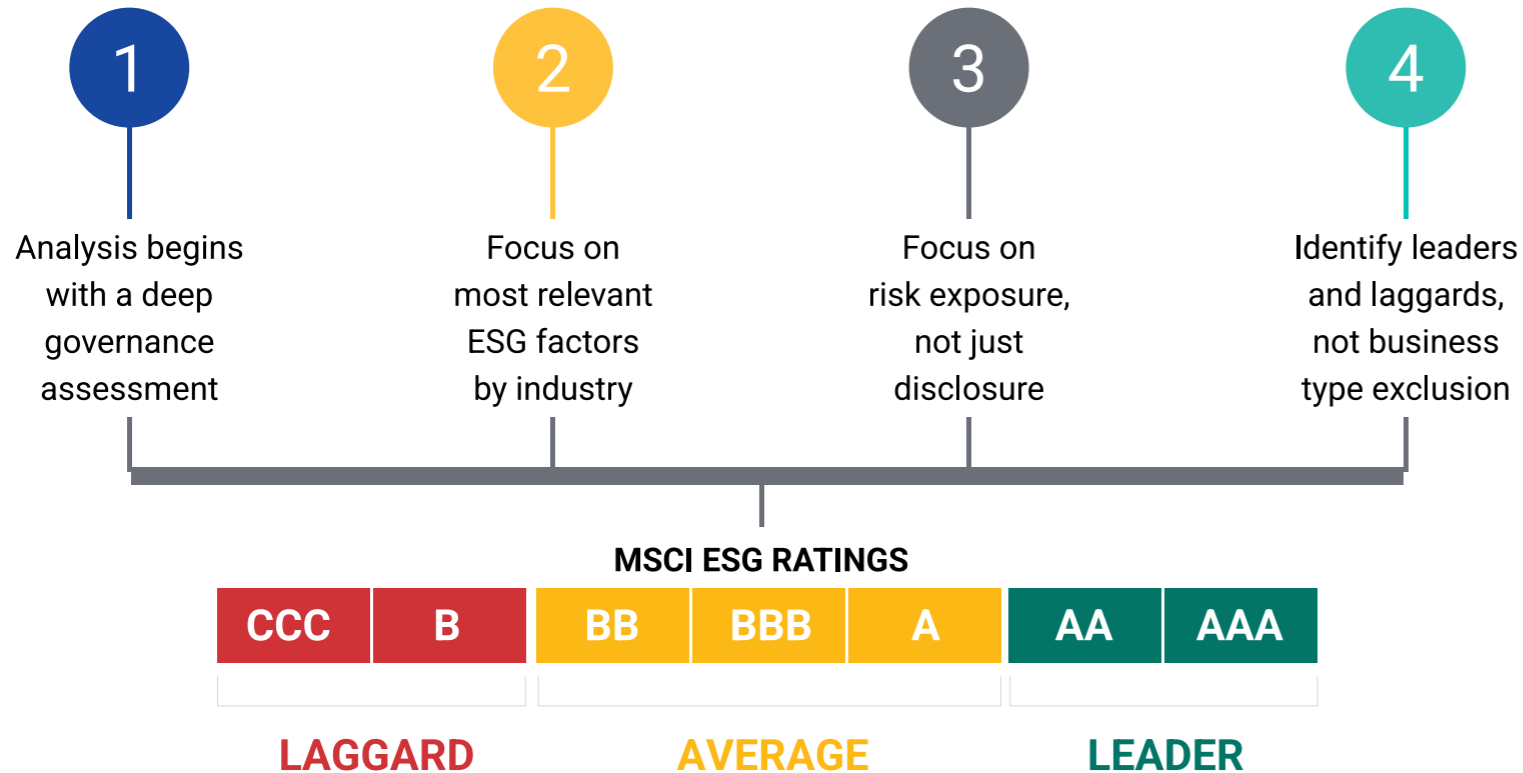 1
Analysis begins
with a deep
governance
assessment
2
Focus on
most relevant
ESG factors
by industry
3
Focus on
risk exposure,
not just
disclosure
4
Identify leaders
and laggards,
not business
type exclusion
MSCI ESG RATINGS
CCC B BB BBB A AA AAA
LAGGARD AVERAGE LEADER